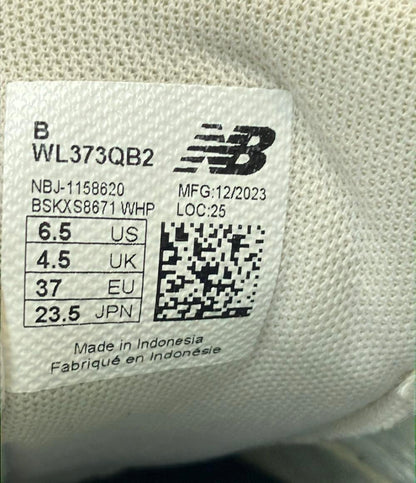 B
WL373QB2
NB
NBJ-1158620
MFG:12/2023
BSKXS8671 WHP
LOC:25
6.5 US
4.5 UK
37 EU
23.5 JPN
Made in Indonesia
Fabriqué en Indonésie